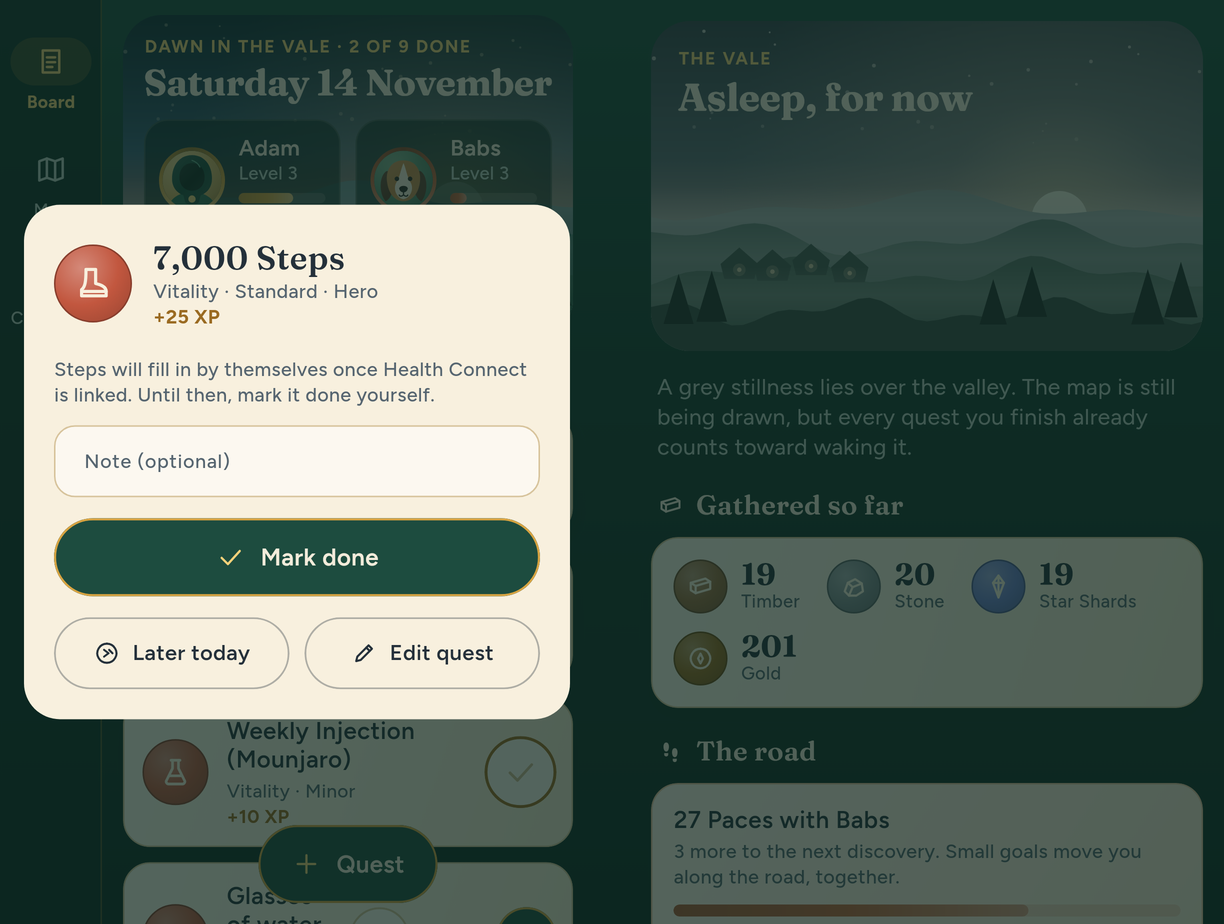 Board
M
C
DAWN IN THE VALE · 2 OF 9 DONE
Saturday 14 November
Adam
Level 3
Babs
Level 3
7,000 Steps
Vitality · Standard · Hero
+25 XP
Steps will fill in by themselves once Health Connect
is linked. Until then, mark it done yourself.
Note (optional)
Mark done
Later today
Edit quest
Weekly Injection
(Mounjaro)
Vitality · Minor
+10 XP
Quest
Glasses
of water
THE VALE
Asleep, for now
A grey stillness lies over the valley. The map is still
being drawn, but every quest you finish already
counts toward waking it.
Gathered so far
19
Timber
20
Stone
19
Star Shards
201
Gold
The road
27 Paces with Babs
3 more to the next discovery. Small goals move you
along the road, together.